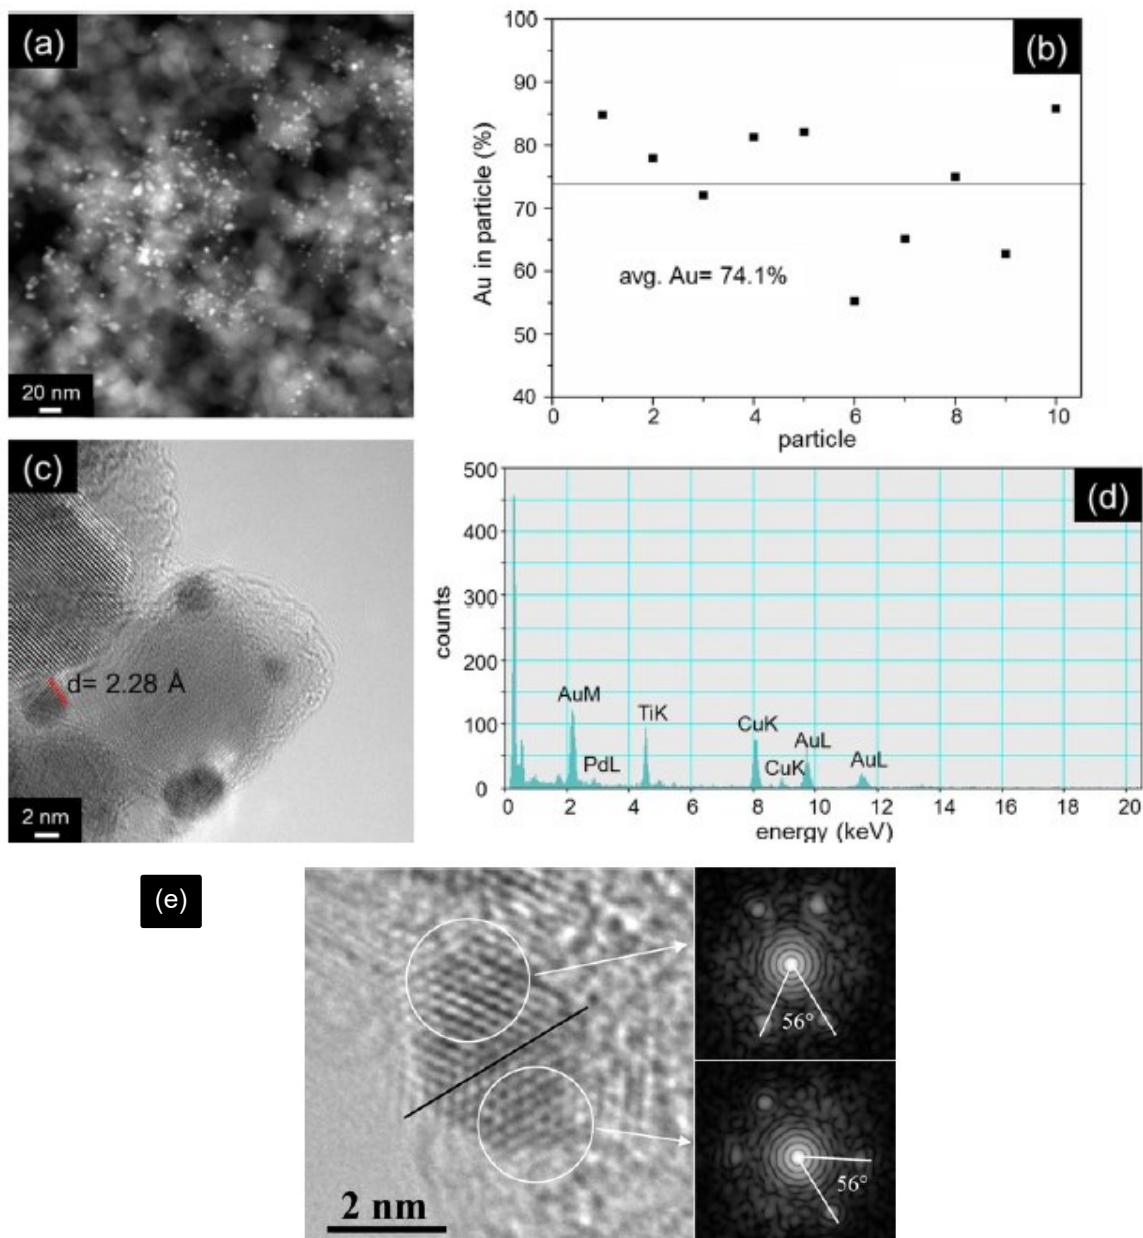 (a)
20 nm
(b)
100
90
80
70
60
50
40
Au in particle (%)
avg. Au= 74.1%
0 2 4 6 8 10
particle
(c)
d= 2.28 Å
2 nm
(d)
500
400
300
200
100
0
counts
AuM
PdL
TiK
CuK
CuK
AuL
AuL
0 2 4 6 8 10 12 14 16 18 20
energy (keV)
(e)
2 nm
56°
56°